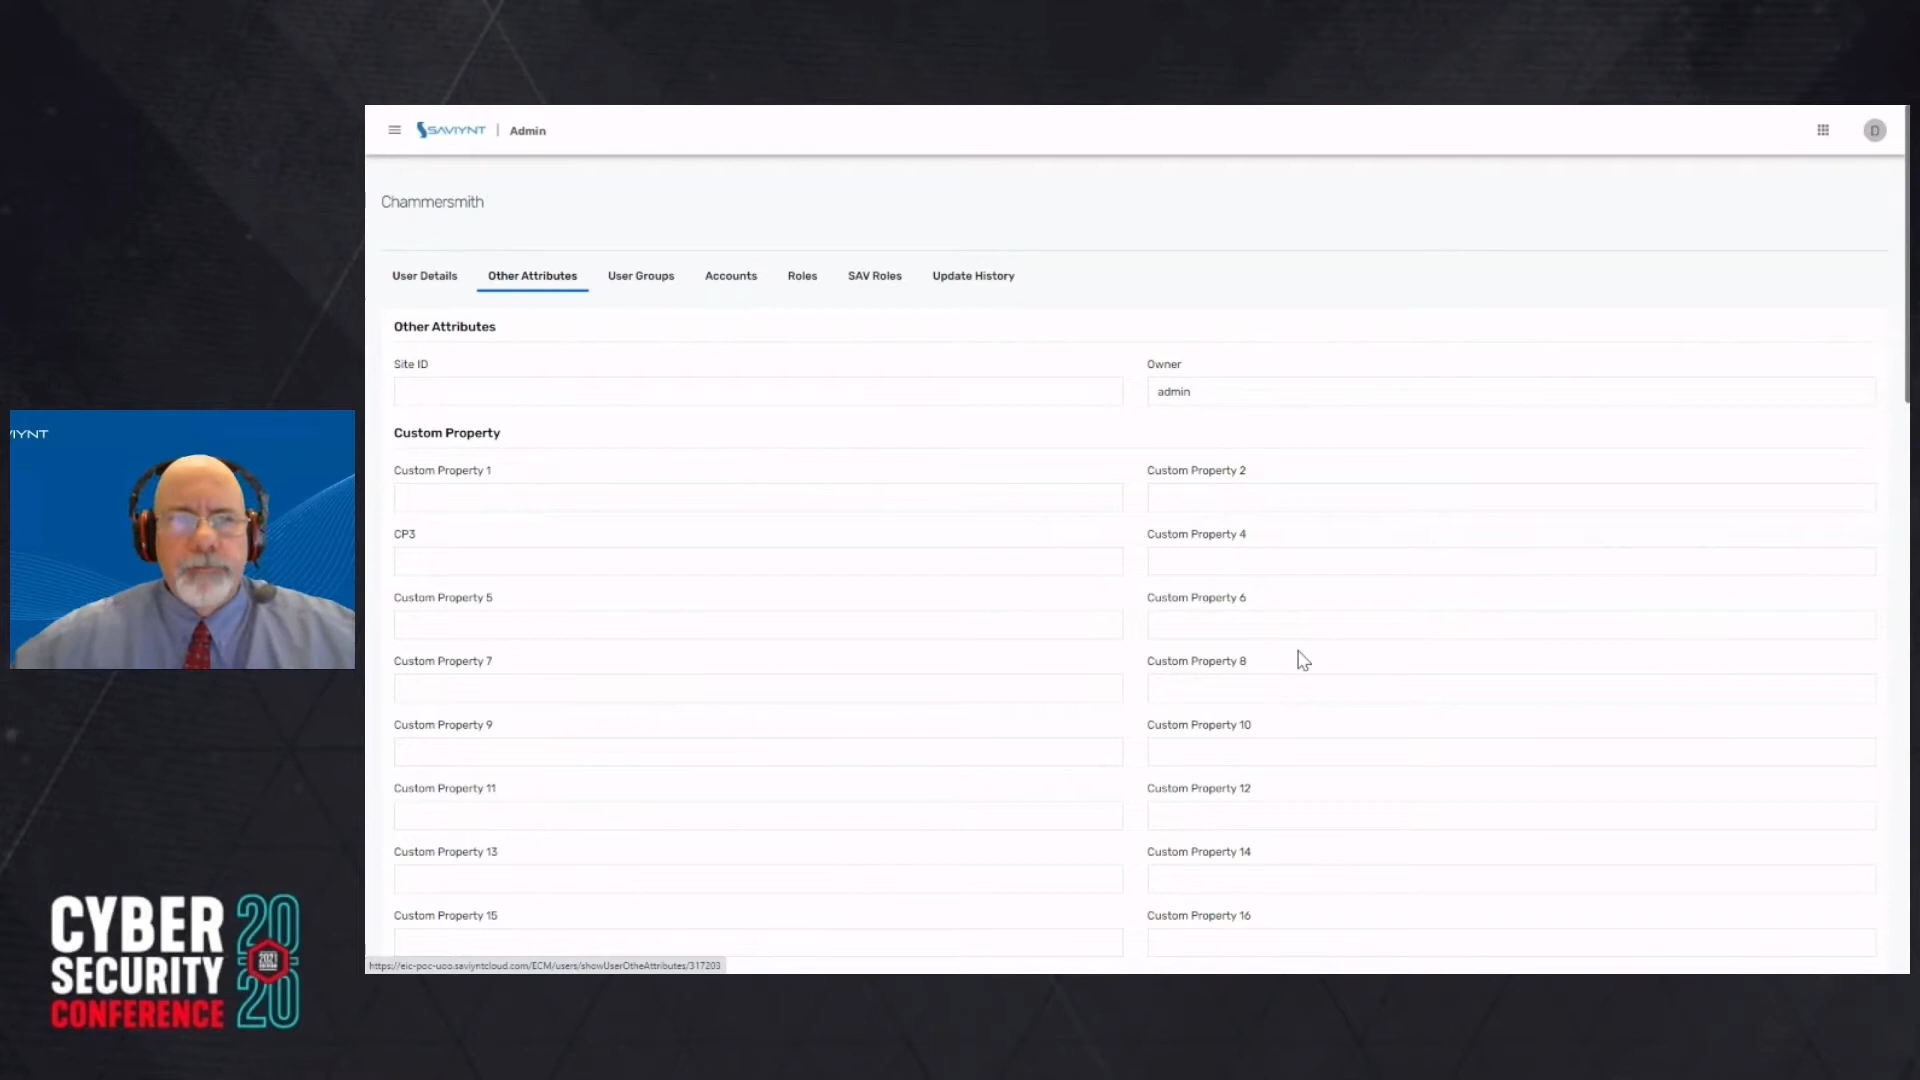 SAVIYNT | Admin
D
Chammersmith
User Details Other Attributes User Groups Accounts Roles SAV Roles Update History
Other Attributes
Site ID Owner
admin
Custom Property
Custom Property 1 Custom Property 2
CP3 Custom Property 4
Custom Property 5 Custom Property 6
Custom Property 7 Custom Property 8
Custom Property 9 Custom Property 10
Custom Property 11 Custom Property 12
Custom Property 13 Custom Property 14
Custom Property 15 Custom Property 16
https://eic-poc-uoo.saviyntcloud.com/ECM/users/showUserOtheAttributes/317203
IYNT
CYBER
SECURITY
CONFERENCE
20
2021
20